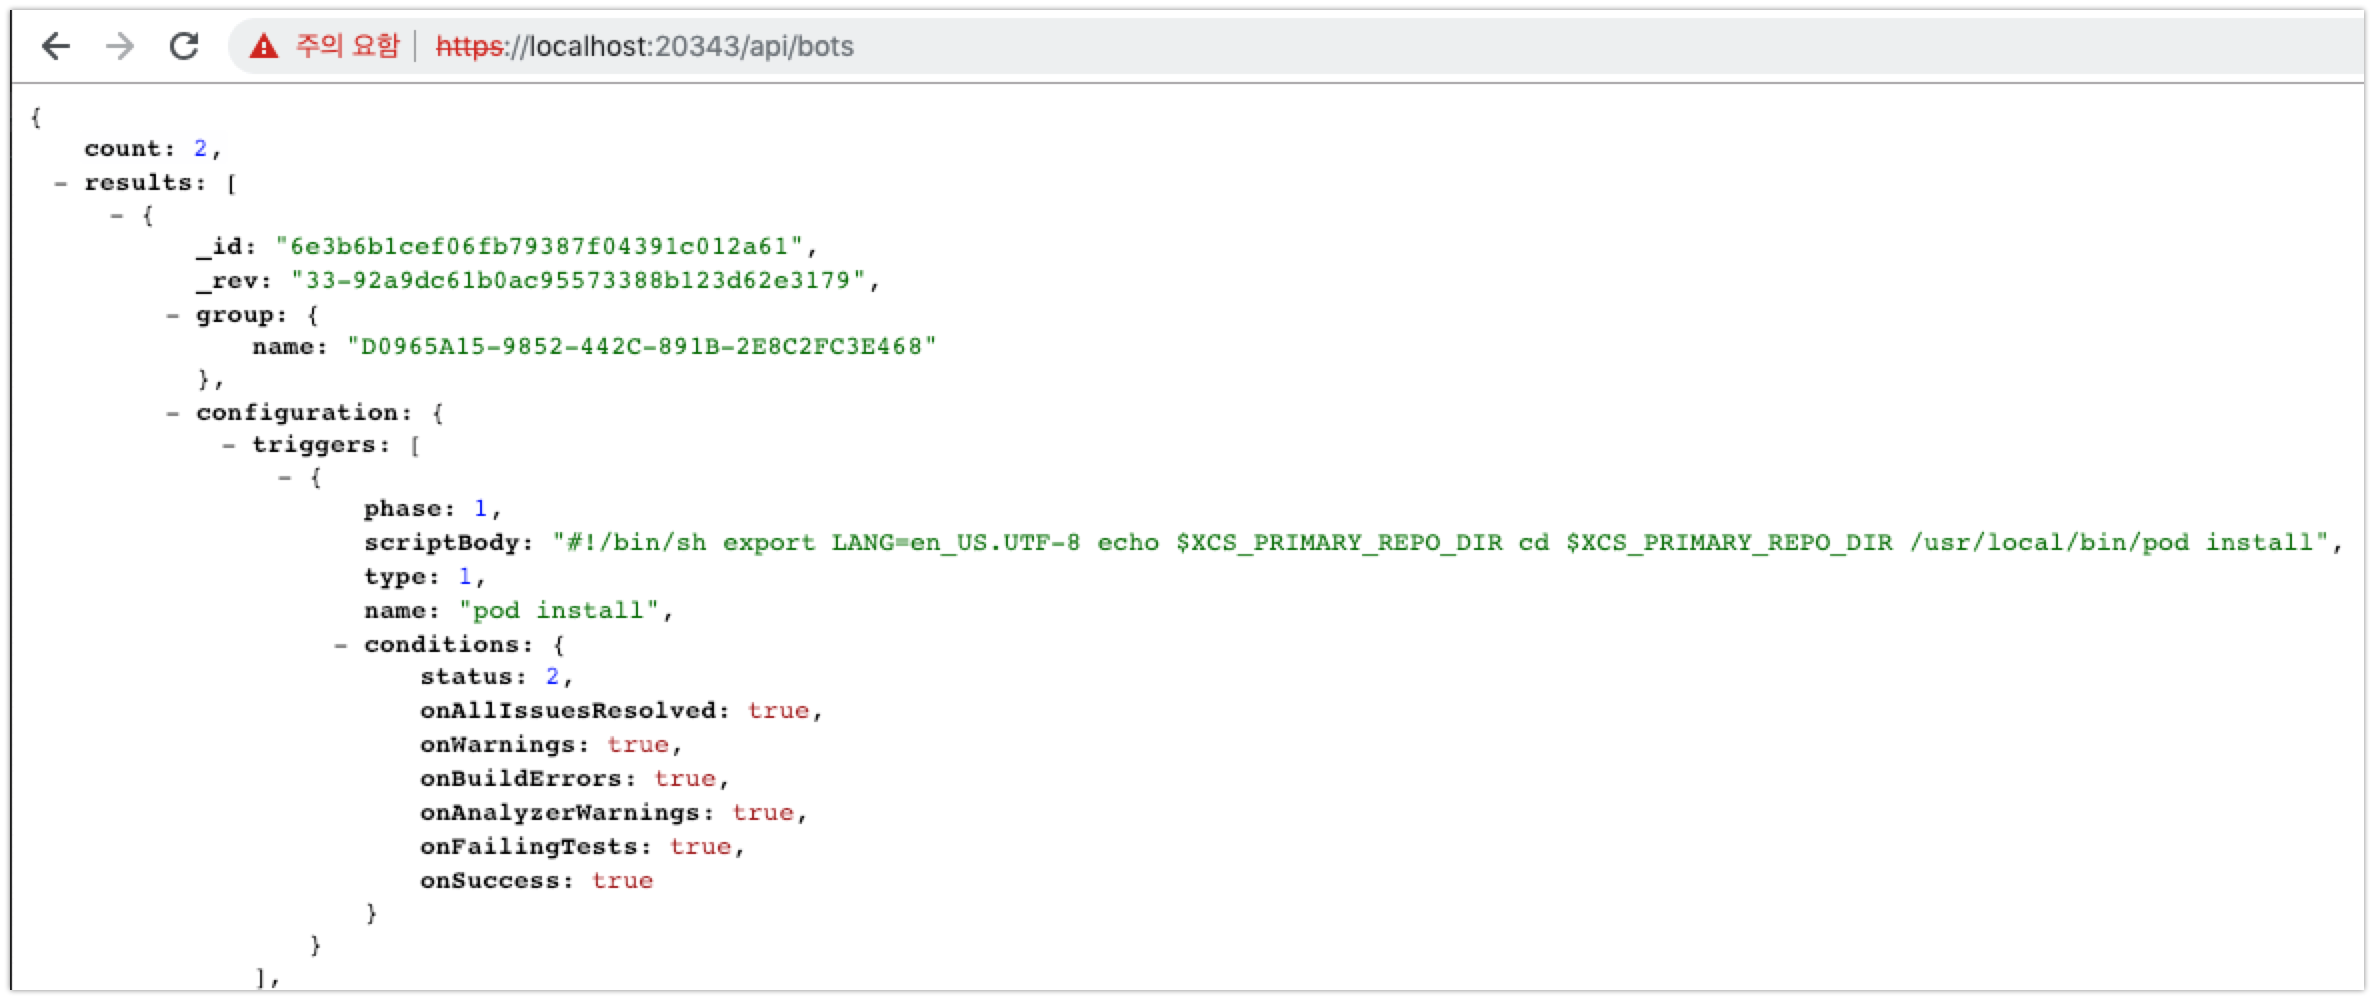 주의 요함 | https://localhost:20343/api/bots
{
count: 2,
- results: [
- {
_id: "6e3b6b1cef06fb79387f04391c012a61",
_rev: "33-92a9dc61b0ac95573388b123d62e3179",
- group: {
name: "D0965A15-9852-442C-891B-2E8C2FC3E468"
},
- configuration: {
- triggers: [
- {
phase: 1,
scriptBody: "#!/bin/sh export LANG=en_US.UTF-8 echo $XCS_PRIMARY_REPO_DIR cd $XCS_PRIMARY_REPO_DIR /usr/local/bin/pod install",
type: 1,
name: "pod install",
- conditions: {
status: 2,
onAllIssuesResolved: true,
onWarnings: true,
onBuildErrors: true,
onAnalyzerWarnings: true,
onFailingTests: true,
onSuccess: true
}
}
],